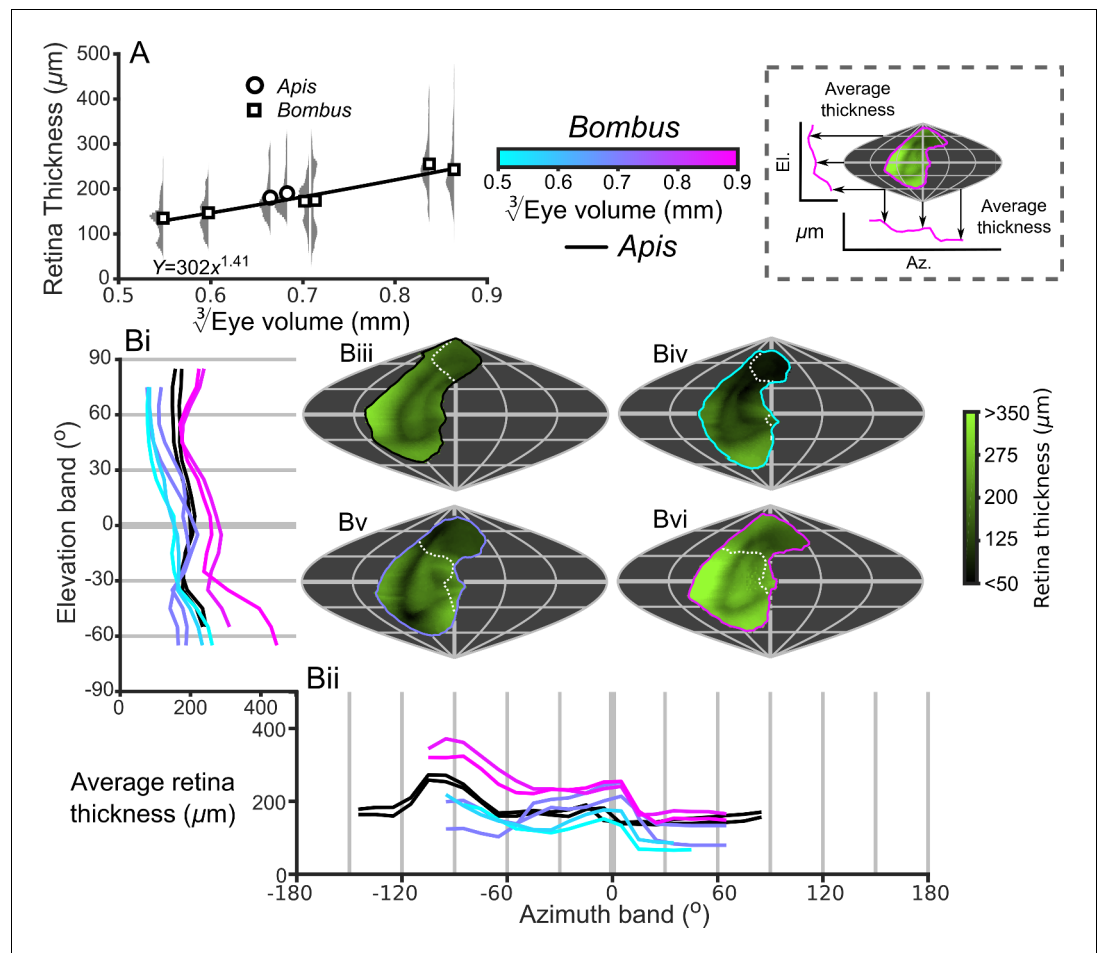 A
Retina Thickness (µm)
500
400
300
200
100
0
Apis
Bombus
Y=302x^1.41
0.5 0.6 0.7 0.8 0.9
∛Eye volume (mm)
Bombus
0.5 0.6 0.7 0.8 0.9
∛Eye volume (mm)
Apis
Average
thickness
El.
Average
thickness
µm
Az.
Bi
Elevation band (o)
90
60
30
0
-30
-60
-90
0 200 400
Biii
Biv
Bv
Bvi
>350
275
200
125
<50
Retina thickness (µm)
Bii
Average retina
thickness (µm)
400
200
0
-180 -120 -60 0 60 120 180
Azimuth band (o)